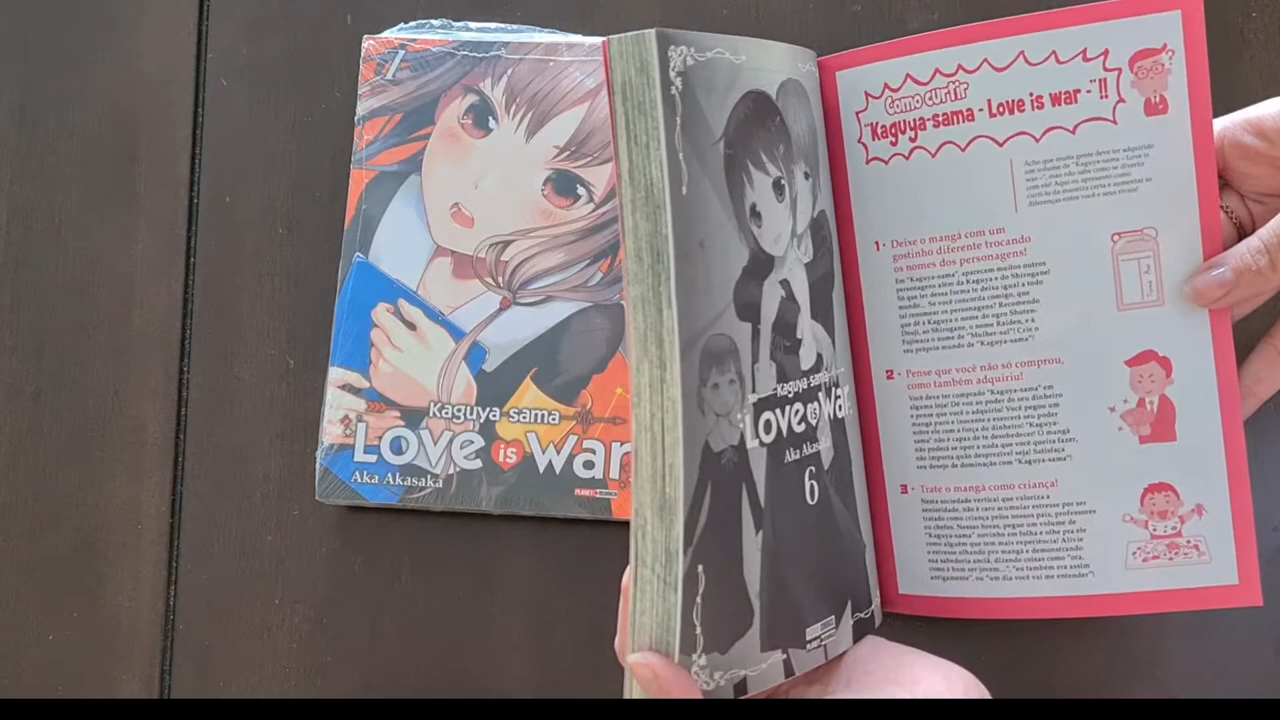 7
Kaguya sama
LOVE is WAR
Aka Akasaka
PLANET MANGA
Kaguya-sama
LOVE IS WAR
Aka Akasaka
6
Como curtir
"Kaguya-sama - Love is war -"!!
Acho que muita gente deve ter adquirido
um volume de "Kaguya-sama – Love is
war –", mas não sabe como se divertir
com ele! Aqui eu apresento como
curti-lo da maneira certa e aumentar as
diferenças entre você e seus rivais!
1• Deixe o mangá com um
gostinho diferente trocando
os nomes dos personagens!
Em "Kaguya-sama", aparecem muitos outros
personagens além da Kaguya e do Shirogane!
Só que ler dessa forma te deixa igual a todo
mundo... Se você concorda comigo, que
tal renomear os personagens? Recomendo
que dê à Kaguya o nome do ogro Shuten-
Douji, ao Shirogane, o nome Raiden, e à
Fujiwara o nome de "Mulher-sal"! Crie o
seu próprio mundo de "Kaguya-sama"!
2• Pense que você não só comprou,
como também adquiriu!
Você deve ter comprado "Kaguya-sama" em
alguma loja! Dê voz ao poder do seu dinheiro
e pense que você o adquiriu! Você pegou um
mangá puro e inocente e exercerá seu poder
sobre ele com a força do dinheiro! "Kaguya-
sama" não é capaz de te desobedecer! O mangá
não poderá se opor a nada que você queira fazer,
não importa quão desprezível seja! Satisfaça
seu desejo de dominação com "Kaguya-sama"!
3• Trate o mangá como criança!
Nesta sociedade vertical que valoriza a
senioridade, não é raro acumular estresse por ser
tratado como criança pelos nossos pais, professores
ou chefes. Nessas horas, pegue um volume de
"Kaguya-sama" novinho em folha e olhe pra ele
como alguém que tem mais experiência! Alivie
o estresse olhando pro mangá e demonstrando
sua sabedoria anciã, dizendo coisas como "ora,
como é bom ser jovem...", "eu também era assim
antigamente", ou "um dia você vai me entender"!